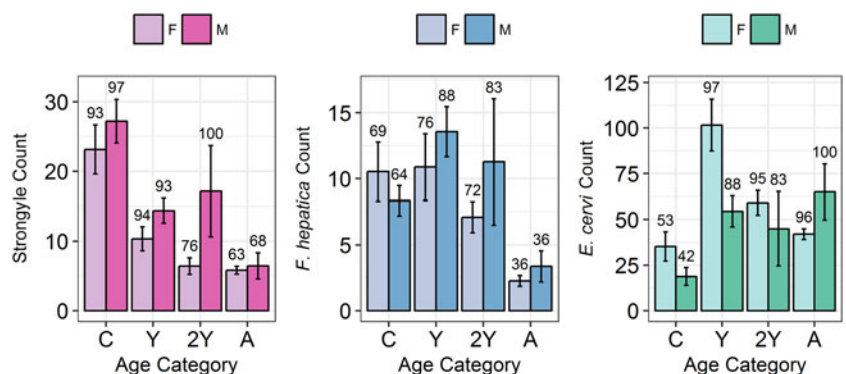 F M
Strongyle Count
30
20
10
0
93 97 94 93 76 100 63 68
C Y 2Y A
Age Category
F M
F. hepatica Count
15
10
5
0
69 64 76 88 72 83 36 36
C Y 2Y A
Age Category
F M
E. cervi Count
125
100
75
50
25
0
53 42 97 88 95 83 96 100
C Y 2Y A
Age Category